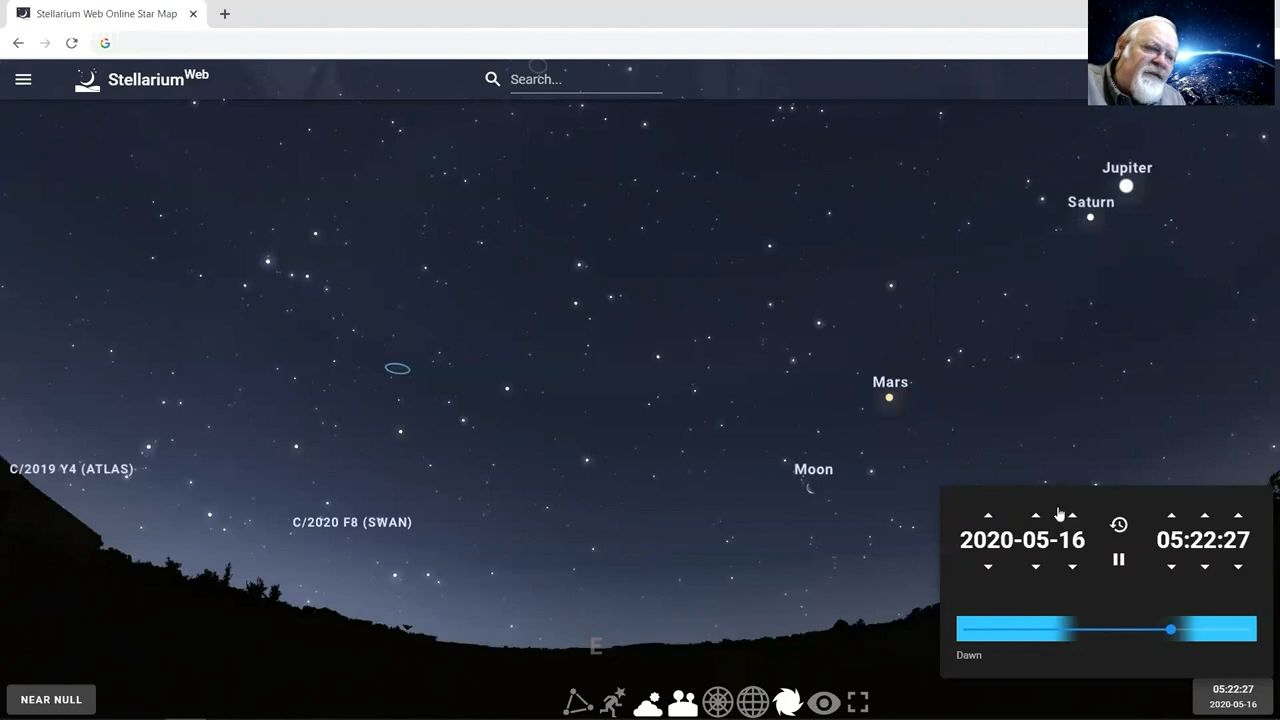 Stellarium Web Online Star Map
StellariumWeb
Search...
Jupiter
Saturn
Mars
Moon
C/2019 Y4 (ATLAS)
C/2020 F8 (SWAN)
2020-05-16
05:22:27
Dawn
E
NEAR NULL
05:22:27
2020-05-16